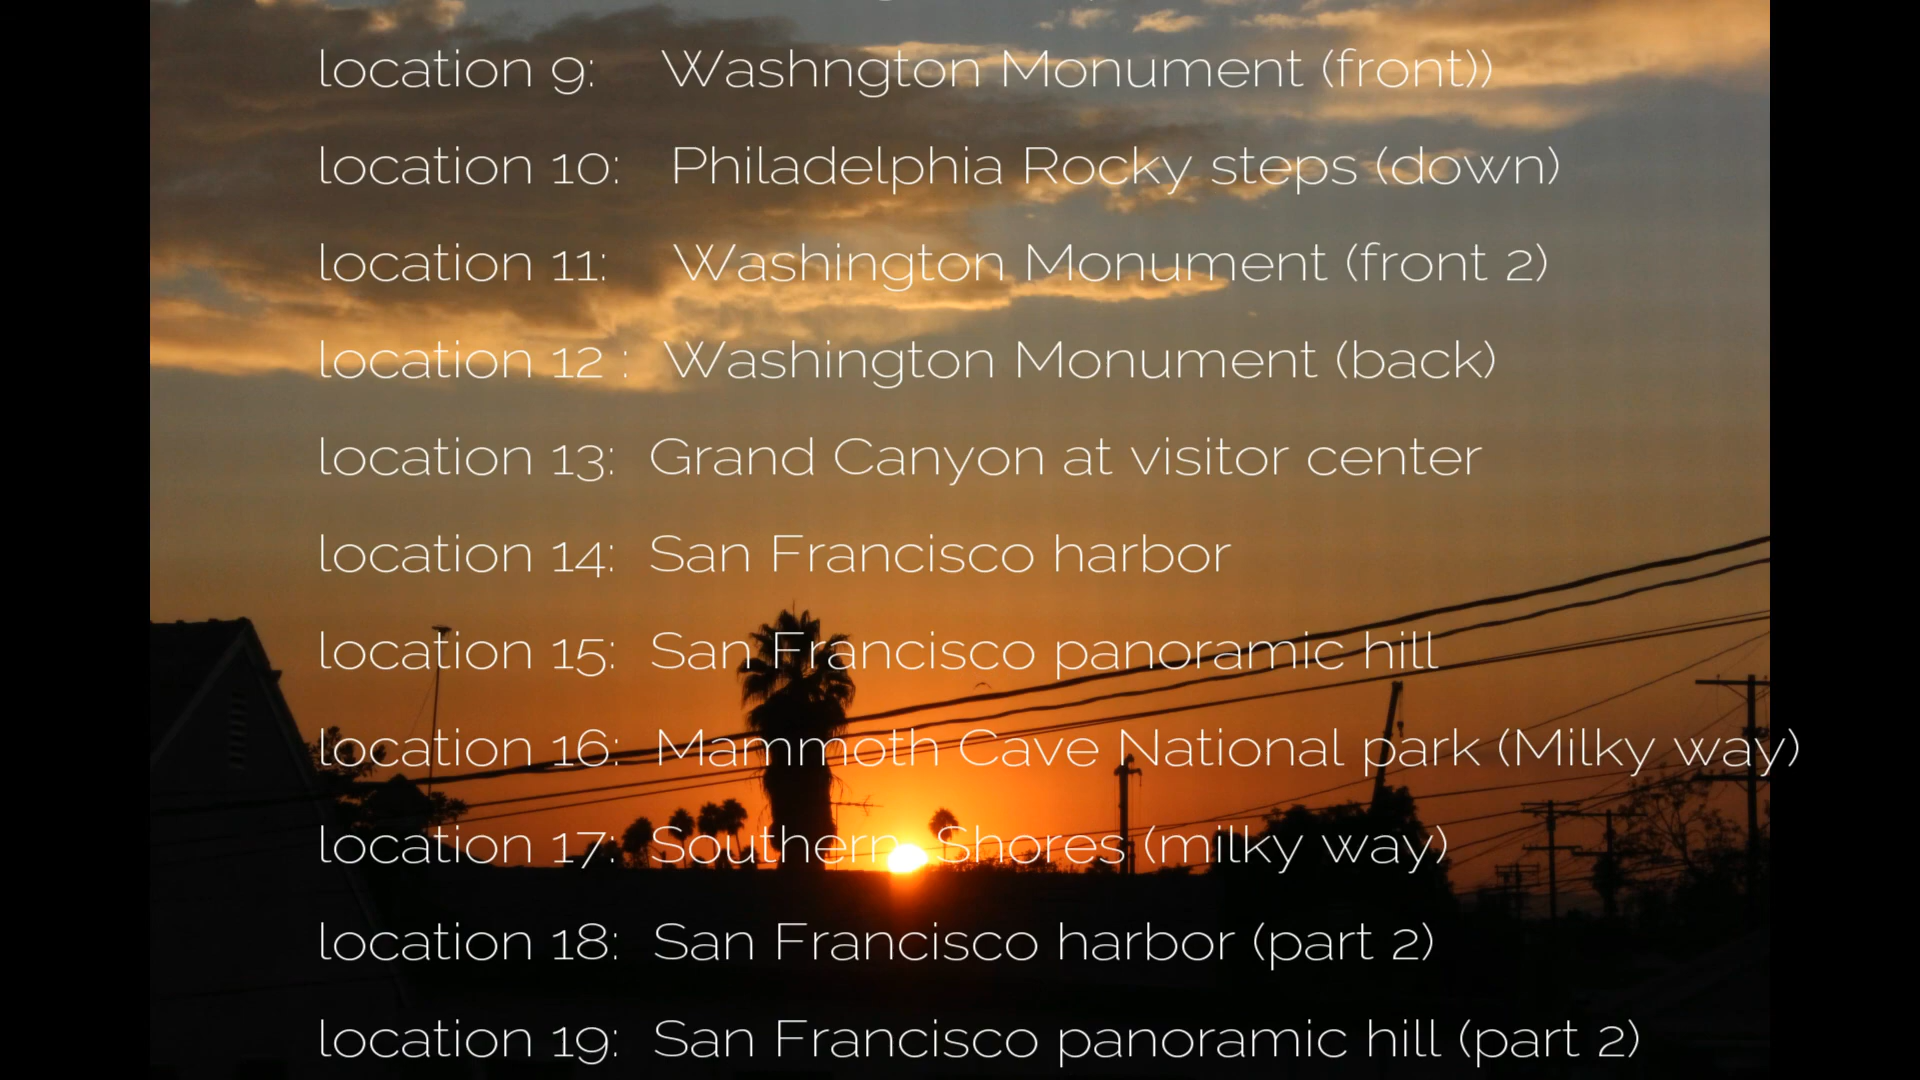 location 9: Washngton Monument (front))
location 10: Philadelphia Rocky steps (down)
location 11: Washington Monument (front 2)
location 12 : Washington Monument (back)
location 13: Grand Canyon at visitor center
location 14: San Francisco harbor
location 15: San Francisco panoramic hill
location 16: Mammoth Cave National park (Milky way)
location 17: Southern Shores (milky way)
location 18: San Francisco harbor (part 2)
location 19: San Francisco panoramic hill (part 2)